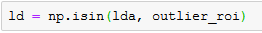 ld = np.isin(lda, outlier_roi)